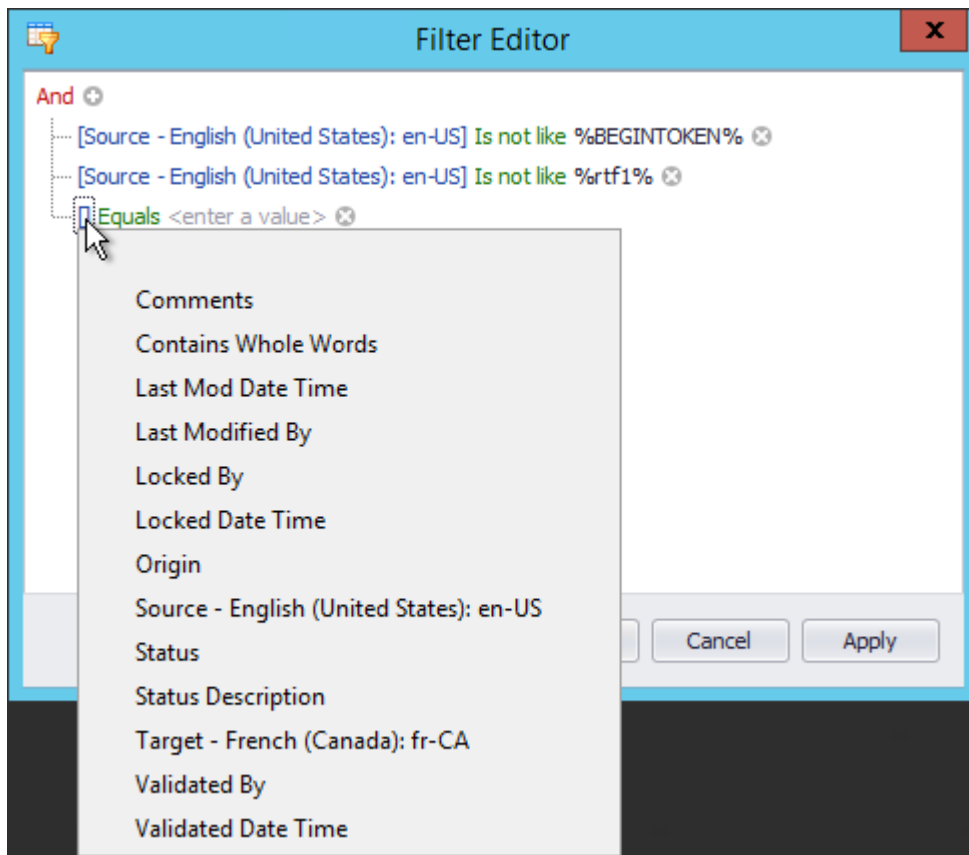 Filter Editor
x
And
[Source - English (United States): en-US] Is not like %BEGINTOKEN%
[Source - English (United States): en-US] Is not like %rtf1%
[] Equals <enter a value>
Comments
Contains Whole Words
Last Mod Date Time
Last Modified By
Locked By
Locked Date Time
Origin
Source - English (United States): en-US
Status
Cancel Apply
Status Description
Target - French (Canada): fr-CA
Validated By
Validated Date Time